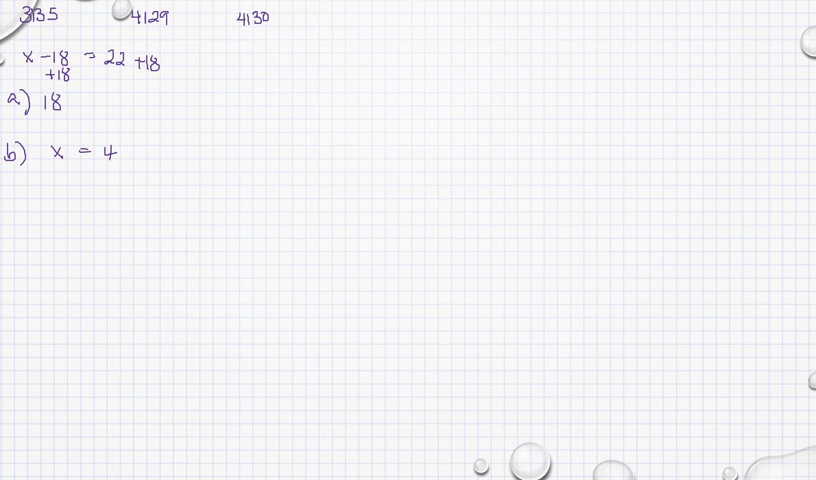 3135 4129 4130
x - 18 = 22 + 18
+18
a) 18
b) x = 4